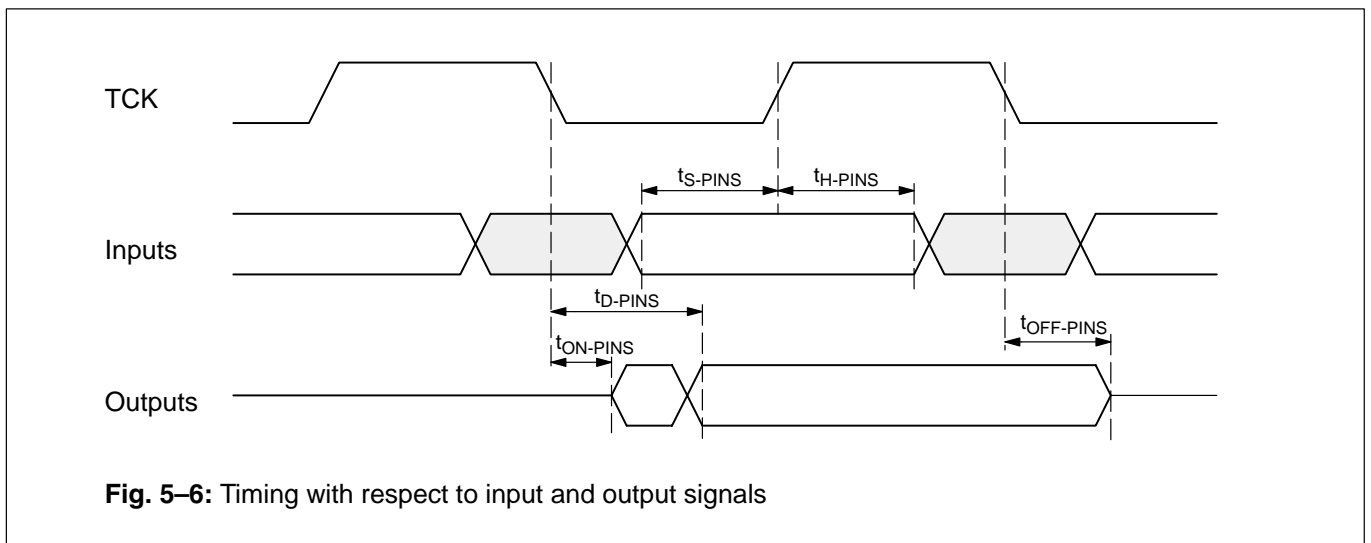 TCK
tS-PINS tH-PINS
Inputs
tD-PINS
tOFF-PINS
tON-PINS
Outputs
Fig. 5–6: Timing with respect to input and output signals